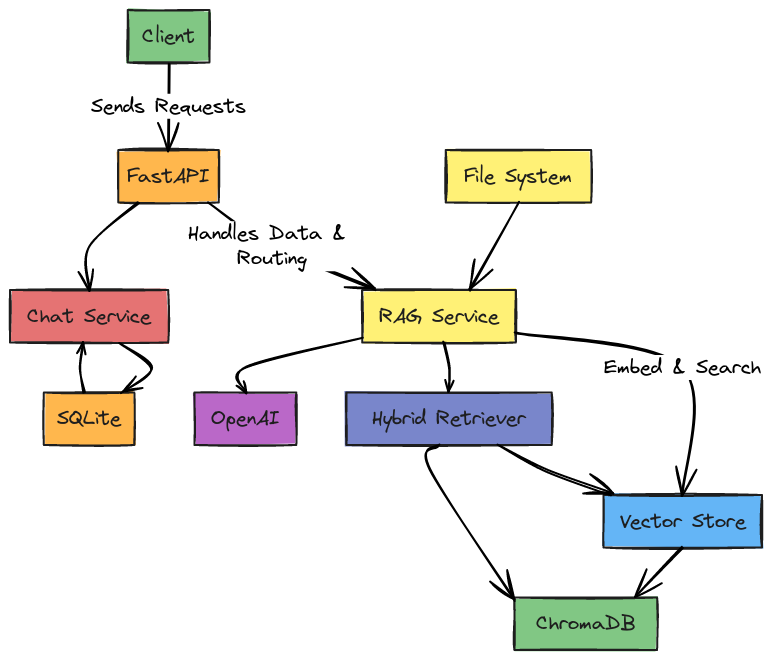 Client
Sends Requests
FastAPI
File System
Handles Data &
Routing
Chat Service
RAG Service
Embed & Search
SQLite
OpenAI
Hybrid Retriever
Vector Store
ChromaDB